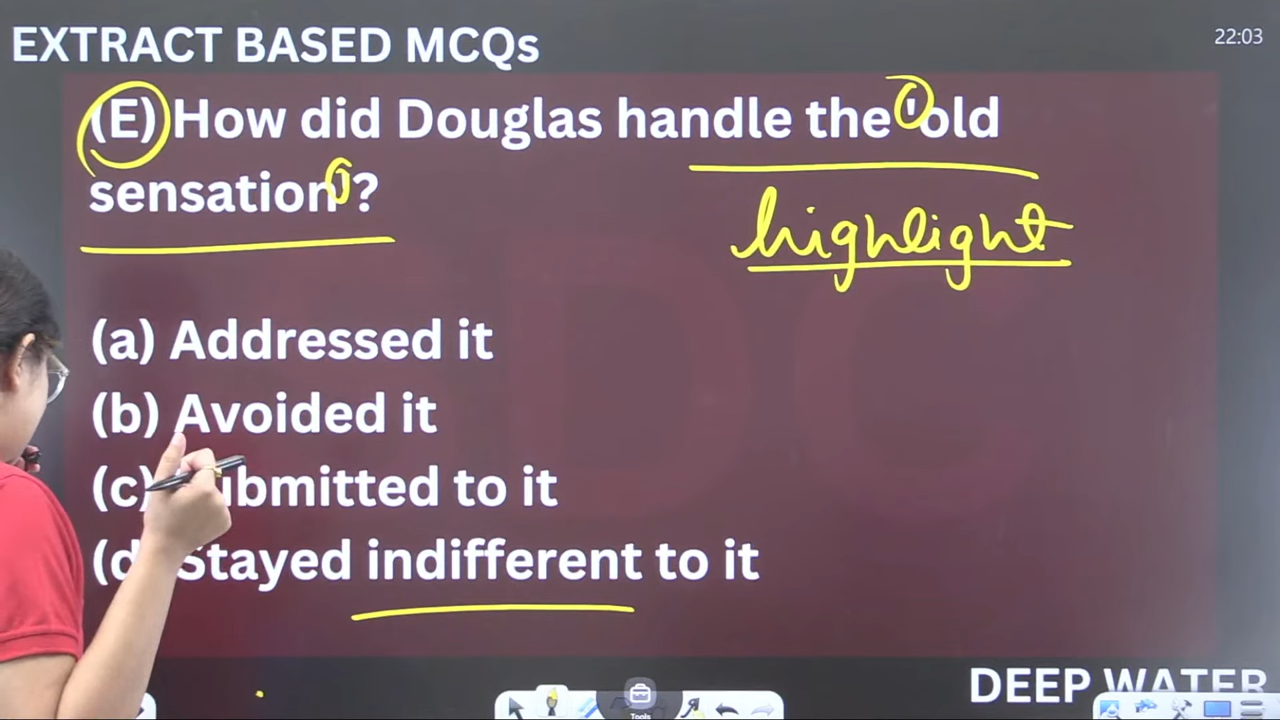 EXTRACT BASED MCQs
22:03
(E) How did Douglas handle the 'old
sensation'?
highlight
(a) Addressed it
(b) Avoided it
(c) Submitted to it
(d) Stayed indifferent to it
DEEP WATER
Tools